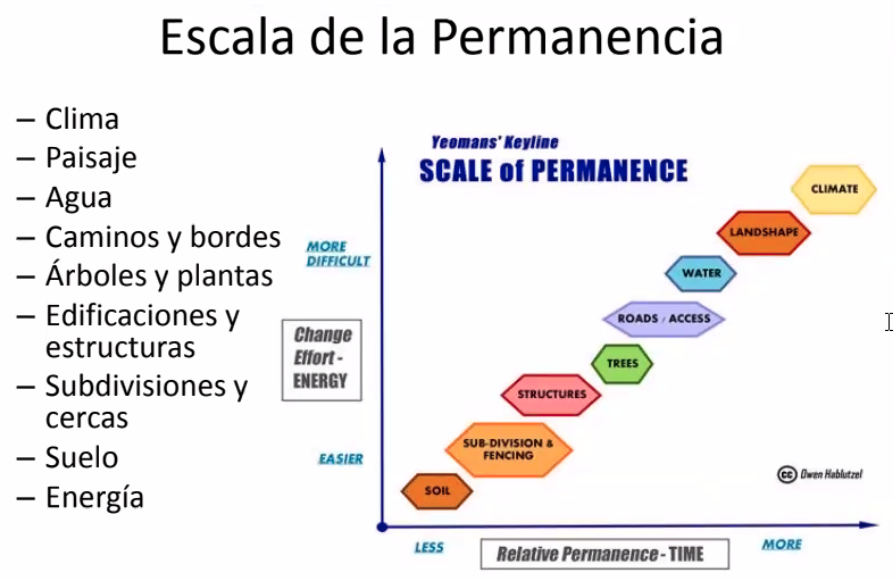 Escala de la Permanencia
– Clima
– Paisaje
– Agua
– Caminos y bordes
– Árboles y plantas
– Edificaciones y
estructuras
– Subdivisiones y
cercas
– Suelo
– Energía
Yeomans' Keyline
SCALE of PERMANENCE
CLIMATE
LANDSHAPE
MORE
DIFFICULT
WATER
ROADS / ACCESS
Change
Effort -
ENERGY
TREES
STRUCTURES
SUB-DIVISION &
FENCING
EASIER
SOIL
cc Owen Hablutzel
LESS
Relative Permanence - TIME
MORE